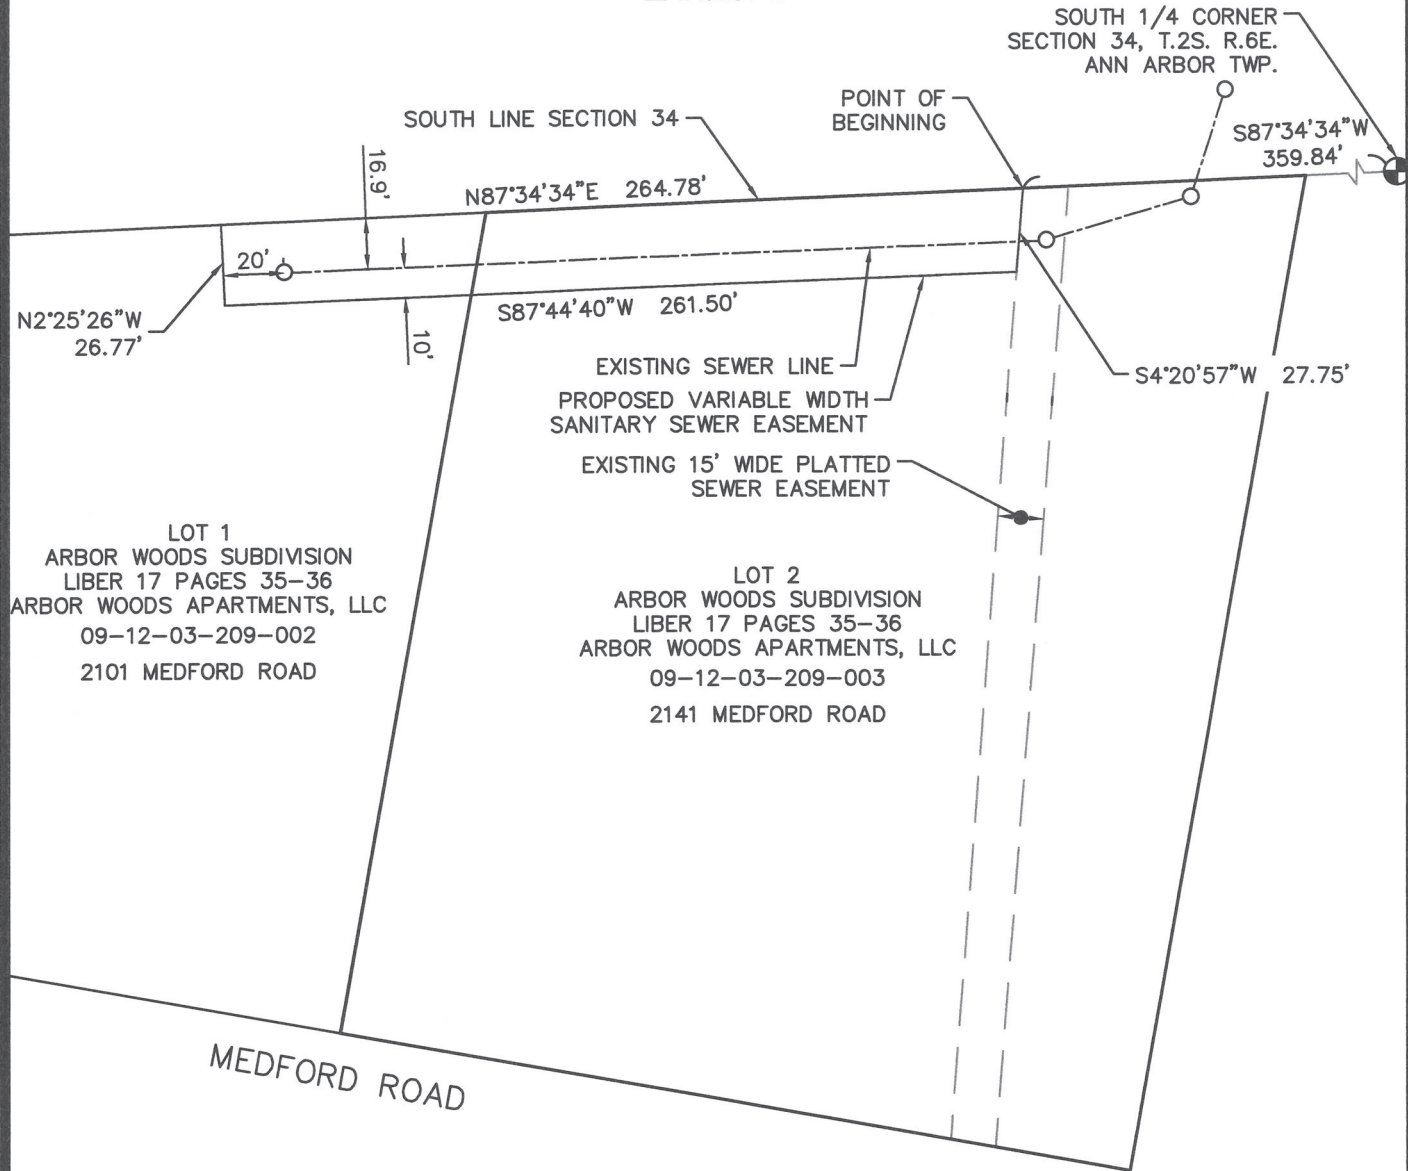 SOUTH 1/4 CORNER
SECTION 34, T.2S. R.6E.
ANN ARBOR TWP.
POINT OF
BEGINNING
SOUTH LINE SECTION 34
S87°34'34"W
359.84'
16.9'
N87°34'34"E 264.78'
20'
N2°25'26"W
26.77'
S87°44'40"W 261.50'
10'
EXISTING SEWER LINE
S4°20'57"W 27.75'
PROPOSED VARIABLE WIDTH
SANITARY SEWER EASEMENT
EXISTING 15' WIDE PLATTED
SEWER EASEMENT
LOT 1
ARBOR WOODS SUBDIVISION
LIBER 17 PAGES 35-36
ARBOR WOODS APARTMENTS, LLC
09-12-03-209-002
2101 MEDFORD ROAD
LOT 2
ARBOR WOODS SUBDIVISION
LIBER 17 PAGES 35-36
ARBOR WOODS APARTMENTS, LLC
09-12-03-209-003
2141 MEDFORD ROAD
MEDFORD ROAD